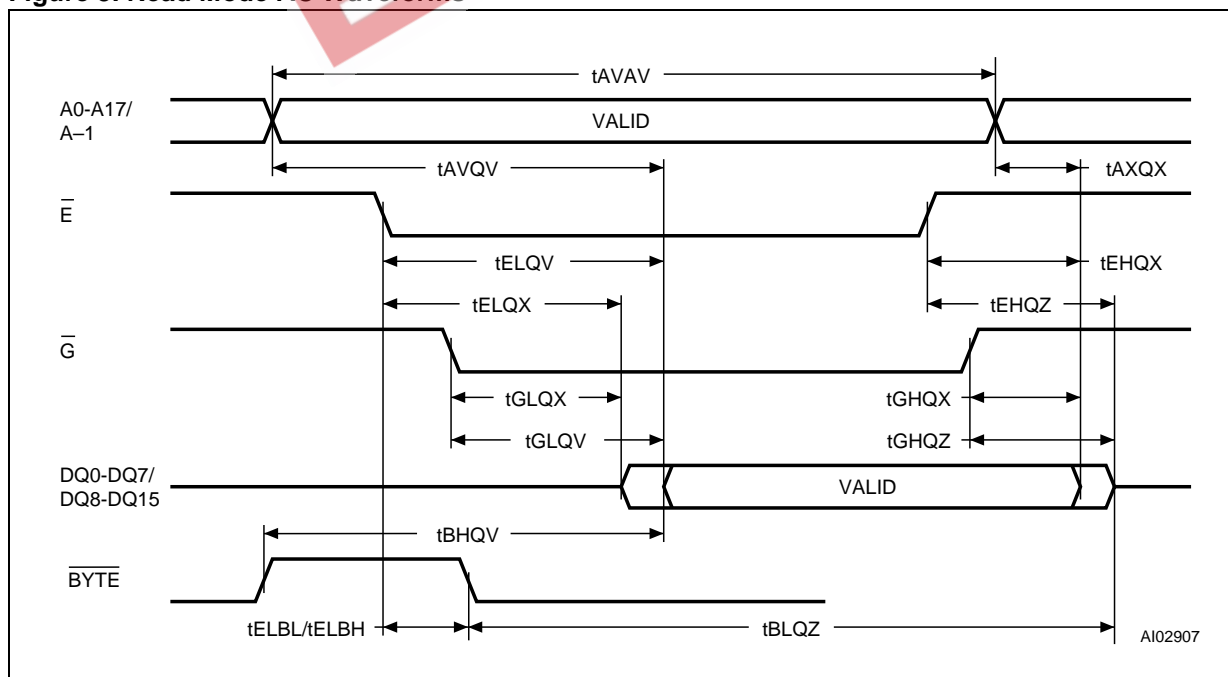 tAVAV
A0-A17/
A–1
VALID
tAVQV
tAXQX
E
tELQV
tEHQX
tELQX
tEHQZ
G
tGLQX
tGHQX
tGLQV
tGHQZ
DQ0-DQ7/
DQ8-DQ15
VALID
tBHQV
BYTE
tELBL/tELBH
tBLQZ
AI02907